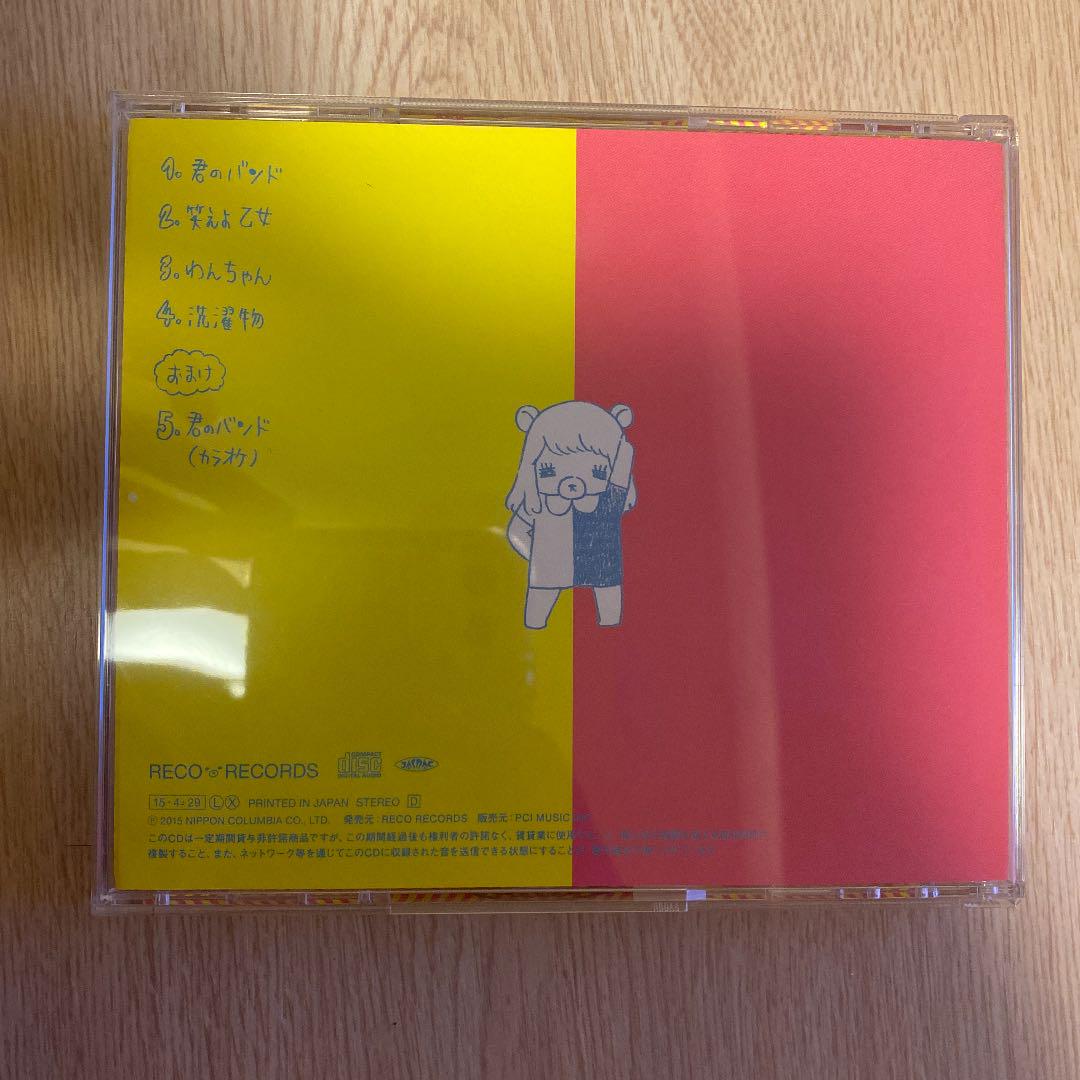 1。君のバンド
2。笑えよ乙女
3。わんちゃん
4。洗濯物
おまけ
5。君のバンド
(カラオケ)
RECO RECORDS COMPACT disc DIGITAL AUDIO JASRAC
15・4・29 L X PRINTED IN JAPAN STEREO D
Ⓟ2015 NIPPON COLUMBIA CO., LTD. 発売元:RECO RECORDS 販売元:PCI MUSIC
このCDは一定期間貸与非許諾商品ですが、この期間経過後も権利者の許諾なく、賃貸業に使用
複製すること、また、ネットワーク等を通じてこのCDに収録された音を送信できる状態にすること